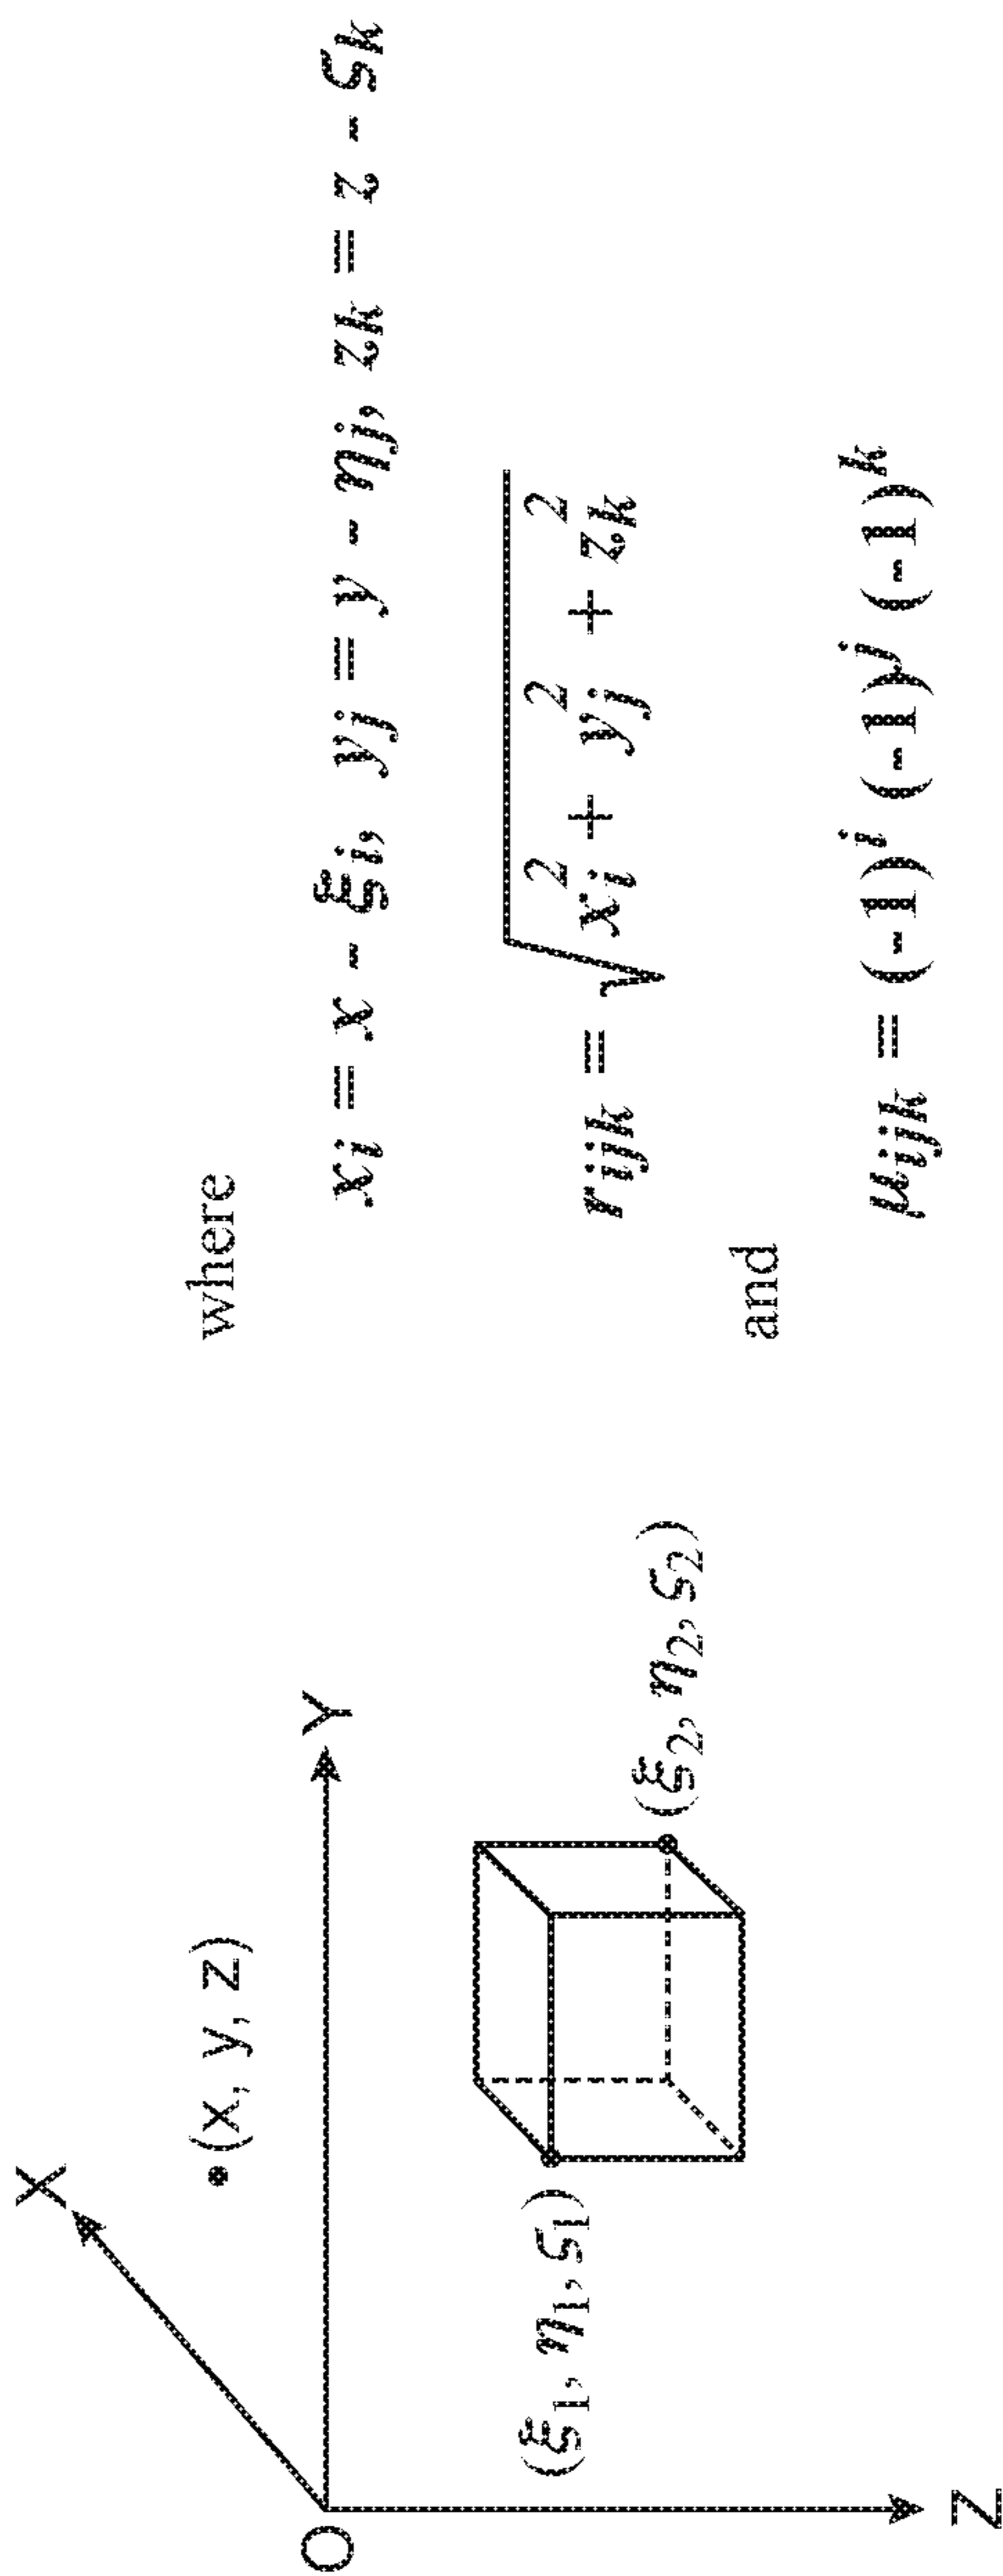 X
• (x, y, z)
O
Y
(ξ₁, η₁, ς₁)
(ξ₂, η₂, ς₂)
Z
where
xᵢ = x - ξᵢ, yⱼ = y - ηⱼ, zₖ = z - ςₖ
rᵢⱼₖ = √(xᵢ² + yⱼ² + zₖ²)
and
μᵢⱼₖ = (-1)ⁱ (-1)ʲ (-1)ᵏ